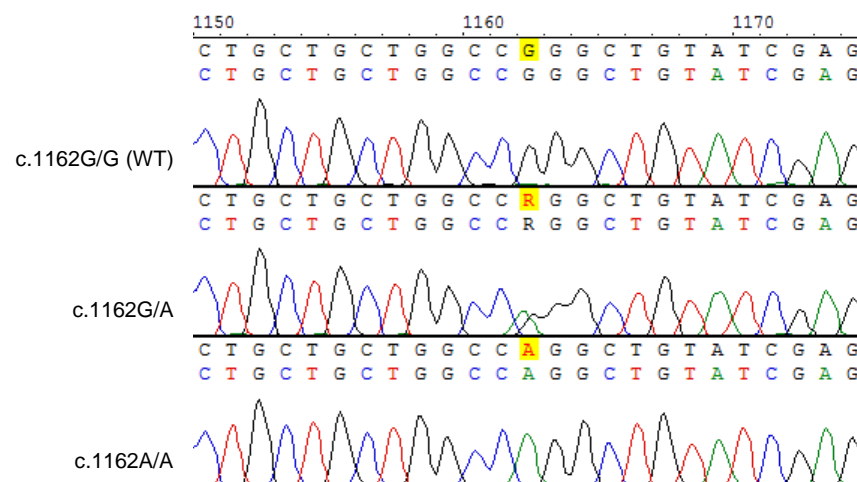 1150 1160 1170
C T G C T G C T G G C C G G G C T G T A T C G A G
C T G C T G C T G G C C G G G C T G T A T C G A G
c.1162G/G (WT)
C T G C T G C T G G C C R G G C T G T A T C G A G
C T G C T G C T G G C C R G G C T G T A T C G A G
c.1162G/A
C T G C T G C T G G C C A G G C T G T A T C G A G
C T G C T G C T G G C C A G G C T G T A T C G A G
c.1162A/A